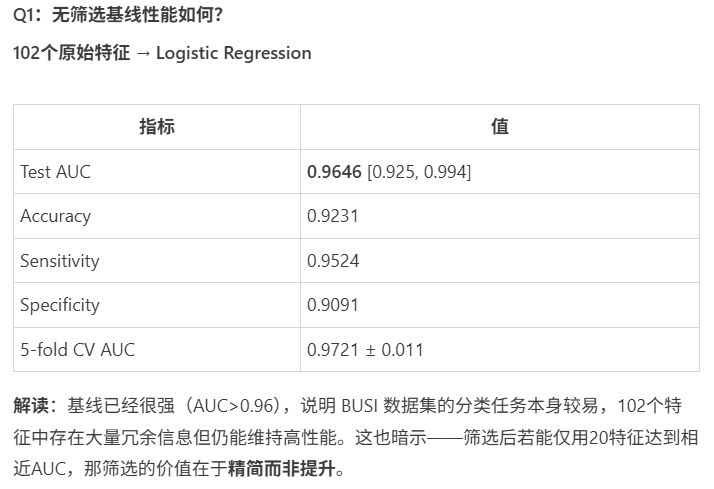 Q1：无筛选基线性能如何？
102个原始特征 → Logistic Regression
指标 值
Test AUC 0.9646 [0.925, 0.994]
Accuracy 0.9231
Sensitivity 0.9524
Specificity 0.9091
5-fold CV AUC 0.9721 ± 0.011
解读：基线已经很强（AUC>0.96），说明 BUSI 数据集的分类任务本身较易，102个特
征中存在大量冗余信息但仍能维持高性能。这也暗示——筛选后若能仅用20特征达到相
近AUC，那筛选的价值在于精简而非提升。